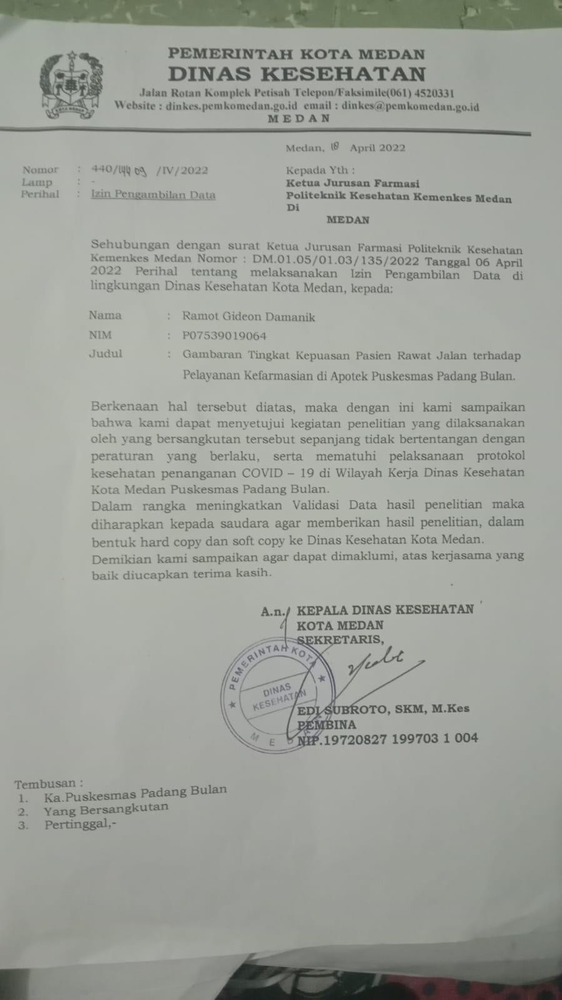 PEMERINTAH KOTA MEDAN
DINAS KESEHATAN
Jalan Rotan Komplek Petisah Telepon/Faksimile(061) 4520331
Website : dinkes.pemkomedan.go.id email : dinkes@pemkomedan.go.id
M E D A N
KOTA MEDAN
Medan, 18 April 2022
Nomor : 440/144 09 /IV/2022
Lamp : -
Perihal : Izin Pengambilan Data
Kepada Yth :
Ketua Jurusan Farmasi
Politeknik Kesehatan Kemenkes Medan
Di
MEDAN
Sehubungan dengan surat Ketua Jurusan Farmasi Politeknik Kesehatan
Kemenkes Medan Nomor : DM.01.05/01.03/135/2022 Tanggal 06 April
2022 Perihal tentang melaksanakan Izin Pengambilan Data di
lingkungan Dinas Kesehatan Kota Medan, kepada:
Nama : Ramot Gideon Damanik
NIM : P07539019064
Judul : Gambaran Tingkat Kepuasan Pasien Rawat Jalan terhadap
Pelayanan Kefarmasian di Apotek Puskesmas Padang Bulan.
Berkenaan hal tersebut diatas, maka dengan ini kami sampaikan
bahwa kami dapat menyetujui kegiatan penelitian yang dilaksanakan
oleh yang bersangkutan tersebut sepanjang tidak bertentangan dengan
peraturan yang berlaku, serta mematuhi pelaksanaan protokol
kesehatan penanganan COVID – 19 di Wilayah Kerja Dinas Kesehatan
Kota Medan Puskesmas Padang Bulan.
Dalam rangka meningkatkan Validasi Data hasil penelitian maka
diharapkan kepada saudara agar memberikan hasil penelitian, dalam
bentuk hard copy dan soft copy ke Dinas Kesehatan Kota Medan.
Demikian kami sampaikan agar dapat dimaklumi, atas kerjasama yang
baik diucapkan terima kasih.
A.n. KEPALA DINAS KESEHATAN
KOTA MEDAN
SEKRETARIS,
PEMERINTAH KOTA
DINAS
KESEHATAN
MEDAN
EDI SUBROTO, SKM, M.Kes
PEMBINA
NIP.19720827 199703 1 004
Tembusan :
1. Ka.Puskesmas Padang Bulan
2. Yang Bersangkutan
3. Pertinggal,-